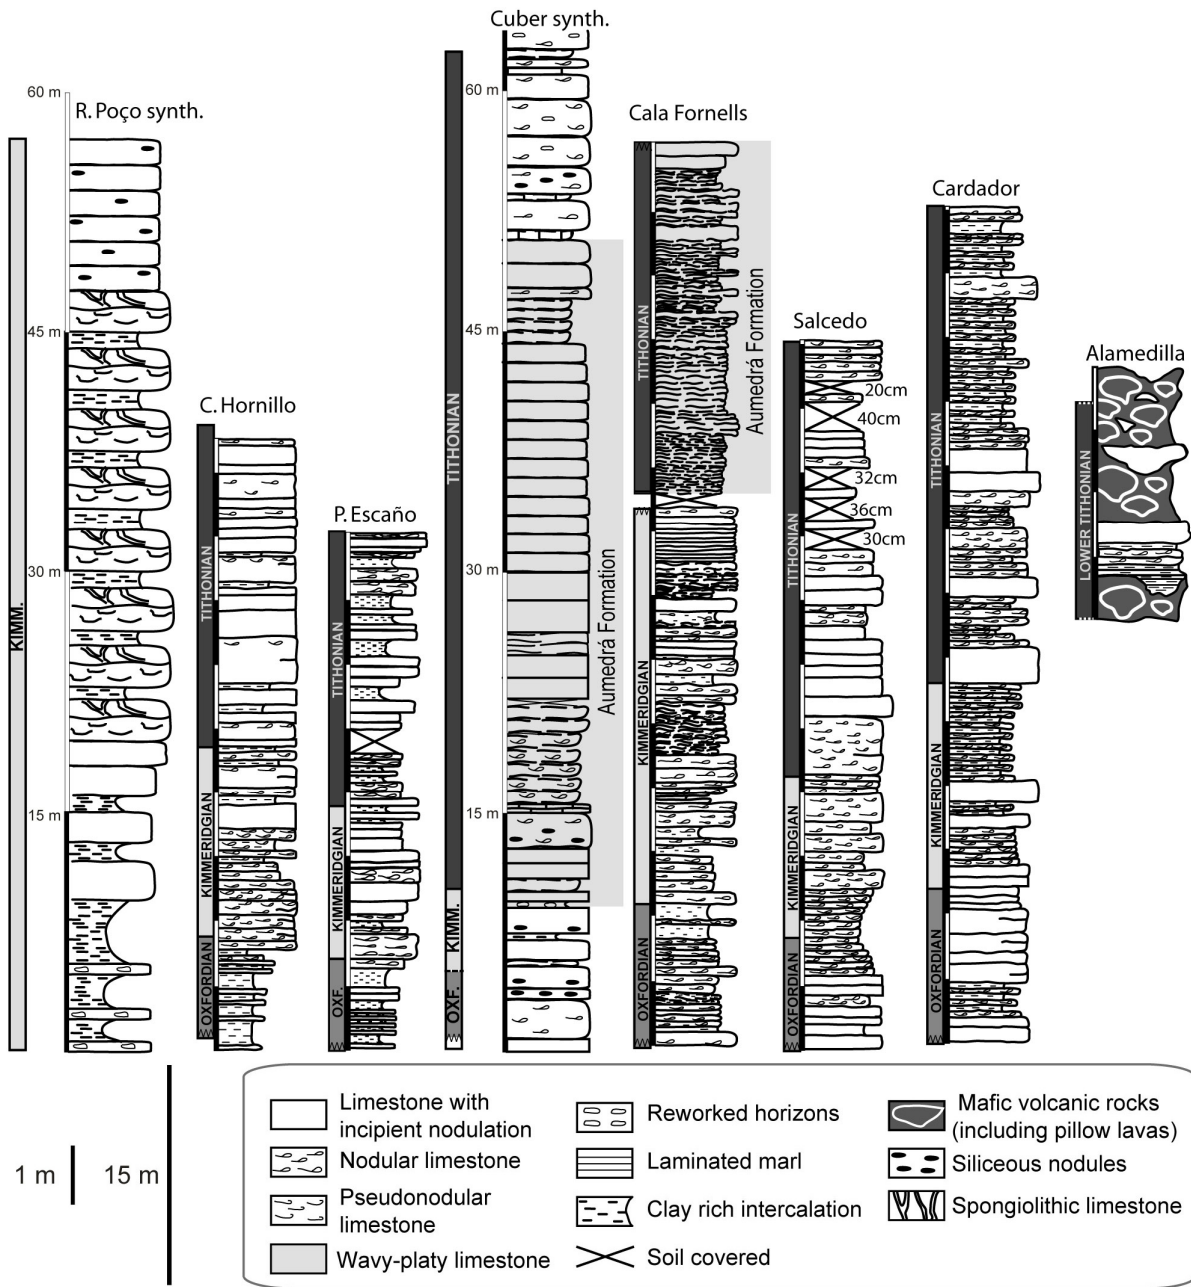 Cuber synth.
60 m
R. Poço synth.
60 m
Cala Fornells
Cardador
45 m
45 m
Salcedo
Alamedilla
C. Hornillo
P. Escaño
20cm
40cm
32cm
36cm
30cm
30 m
30 m
15 m
15 m
KIMM.
TITHONIAN
KIMMERIDGIAN
OXFORDIAN
TITHONIAN
KIMMERIDGIAN
OXF.
TITHONIAN
KIMM.
OXF.
Aumedrá Formation
TITHONIAN
KIMMERIDGIAN
OXFORDIAN
Aumedrá Formation
TITHONIAN
KIMMERIDGIAN
OXFORDIAN
TITHONIAN
KIMMERIDGIAN
OXFORDIAN
LOWER TITHONIAN
1 m
15 m
Limestone with
incipient nodulation
Nodular limestone
Pseudonodular
limestone
Wavy-platy limestone
Reworked horizons
Laminated marl
Clay rich intercalation
Soil covered
Mafic volcanic rocks
(including pillow lavas)
Siliceous nodules
Spongiolithic limestone